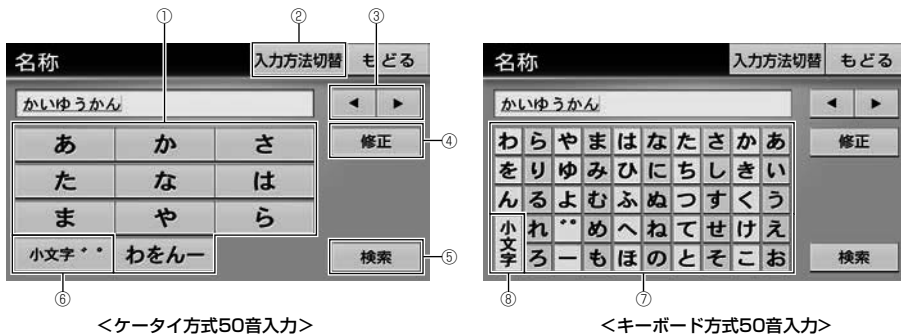 ① ② ③
名称 入力方法切替 もどる
かいゆうかん ◀ ▶
あ か さ 修正 ④
た な は
ま や ら
小文字 ゛゜ わをんー 検索 ⑤
⑥
＜ケータイ方式50音入力＞
名称 入力方法切替 もどる
かいゆうかん ◀ ▶
わ ら や ま は な た さ か あ 修正
を り ゆ み ひ に ち し き い
ん る よ む ふ ぬ つ す く う
小文字 れ ゛゜ め へ ね て せ け え
ろ ー も ほ の と そ こ お 検索
⑧ ⑦
＜キーボード方式50音入力＞